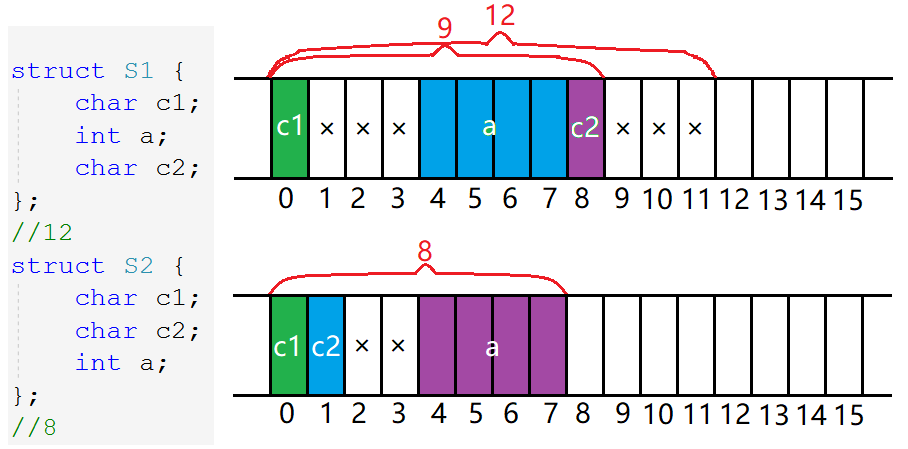 struct S1 {
    char c1;
    int a;
    char c2;
};
//12
struct S2 {
    char c1;
    char c2;
    int a;
};
//8
12
9
c1 × × × a c2 × × ×
0 1 2 3 4 5 6 7 8 9 10 11 12 13 14 15
8
c1 c2 × × a
0 1 2 3 4 5 6 7 8 9 10 11 12 13 14 15